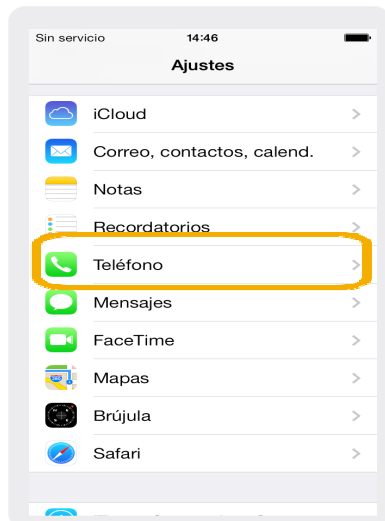 Sin servicio 14:46
Ajustes
iCloud
Correo, contactos, calend.
Notas
Recordatorios
Teléfono
Mensajes
FaceTime
Mapas
Brújula
Safari